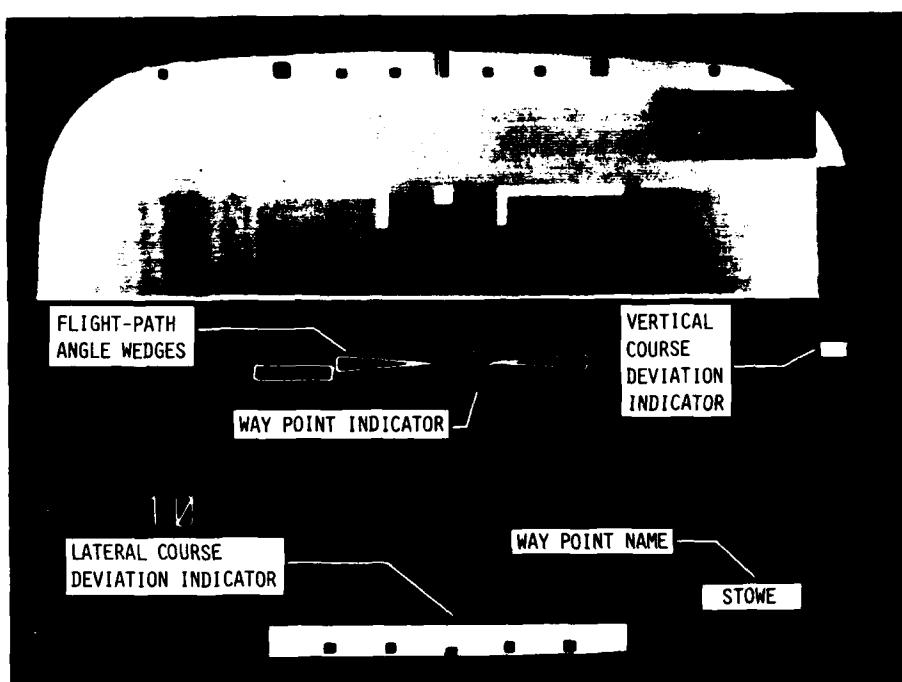 FLIGHT-PATH
ANGLE WEDGES
VERTICAL
COURSE
DEVIATION
INDICATOR
WAY POINT INDICATOR
10
LATERAL COURSE
DEVIATION INDICATOR
WAY POINT NAME
STOWE